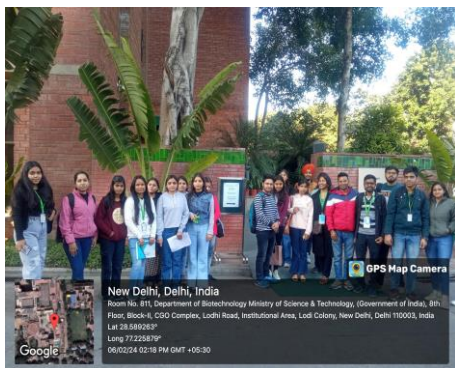 GPS Map Camera
New Delhi, Delhi, India
Room No. 811, Department of Biotechnology Ministry of Science & Technology, (Government of India), 8th
Floor, Block-II, CGO Complex, Lodhi Road, Institutional Area, Lodi Colony, New Delhi, Delhi 110003, India
Lat 28.589263°
Long 77.225879°
06/02/24 02:18 PM GMT +05:30
Google